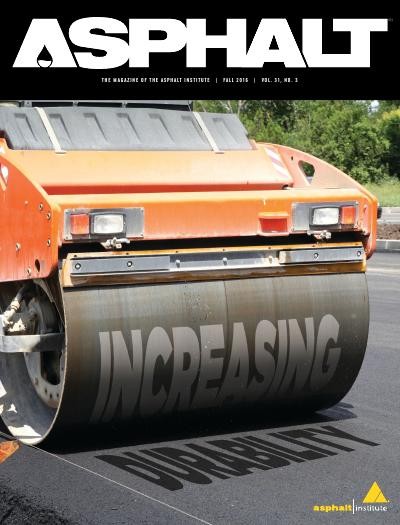 ASPHALT
THE MAGAZINE OF THE ASPHALT INSTITUTE | FALL 2016 | VOL. 31, NO. 3
INCREASING
DURABILITY
asphalt institute